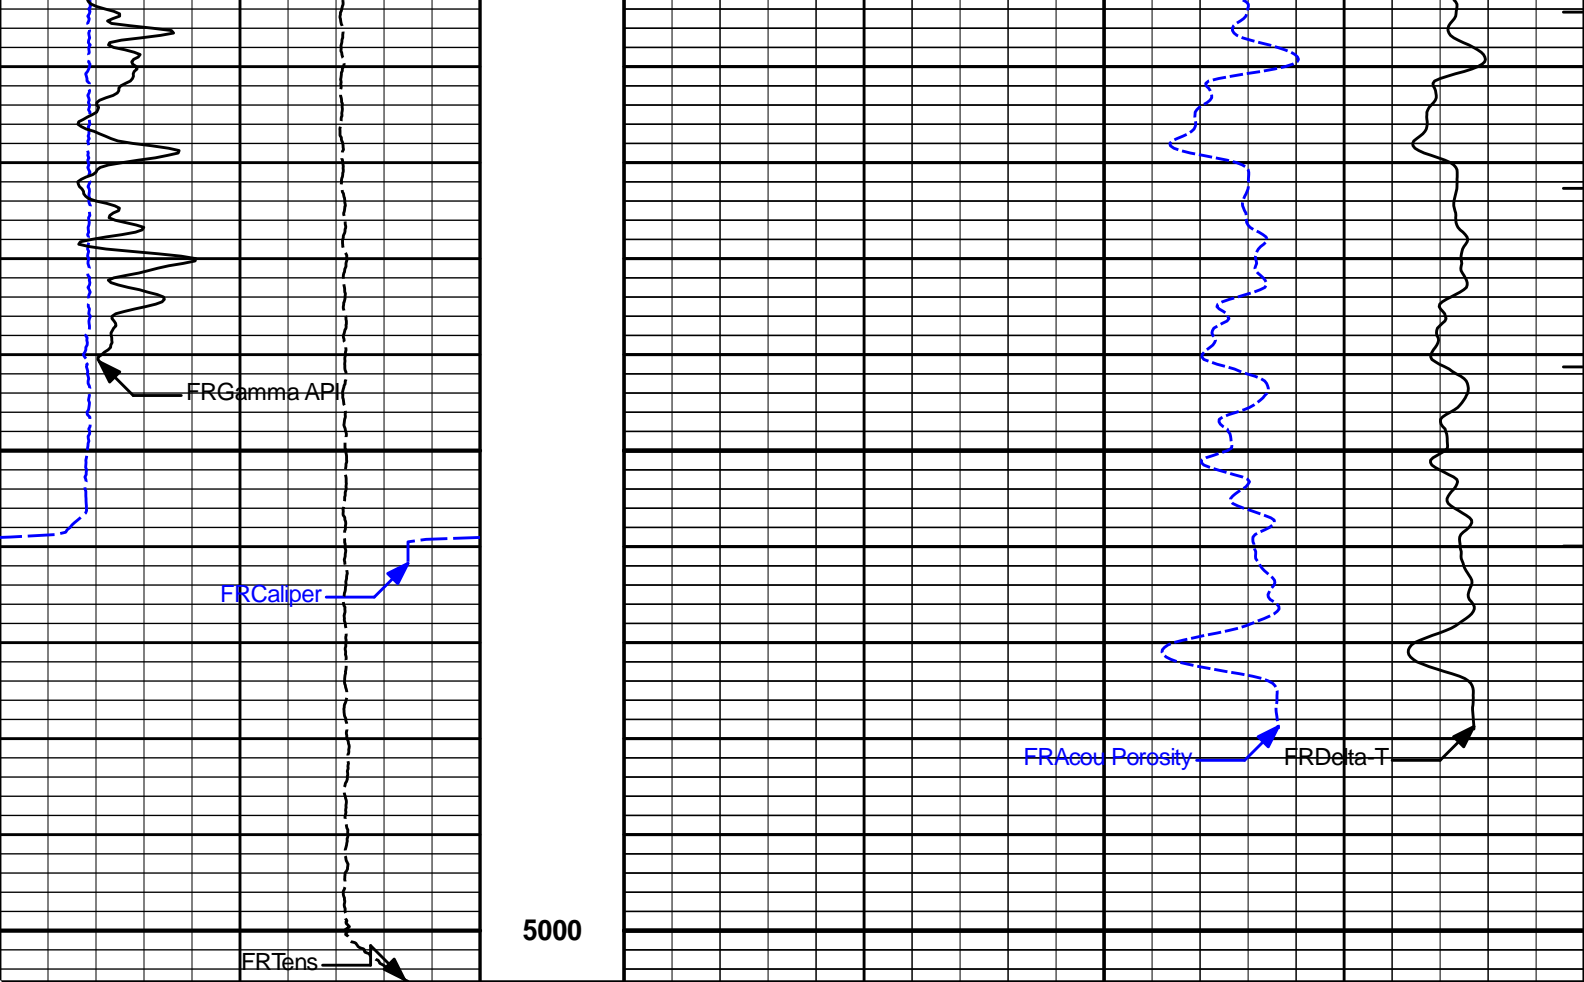 FRGamma API
FRCaliper
FRAcou Porosity
FRDelta-T
5000
FRTens